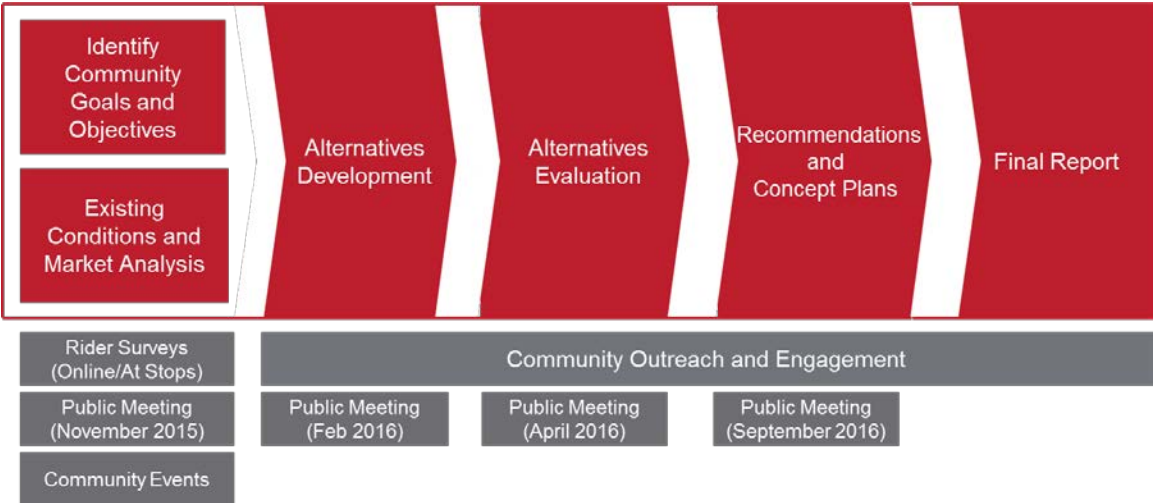 Identify
Community
Goals and
Objectives
Existing
Conditions and
Market Analysis
Alternatives
Development
Alternatives
Evaluation
Recommendations
and
Concept Plans
Final Report
Rider Surveys
(Online/At Stops)
Community Outreach and Engagement
Public Meeting
(November 2015)
Public Meeting
(Feb 2016)
Public Meeting
(April 2016)
Public Meeting
(September 2016)
Community Events